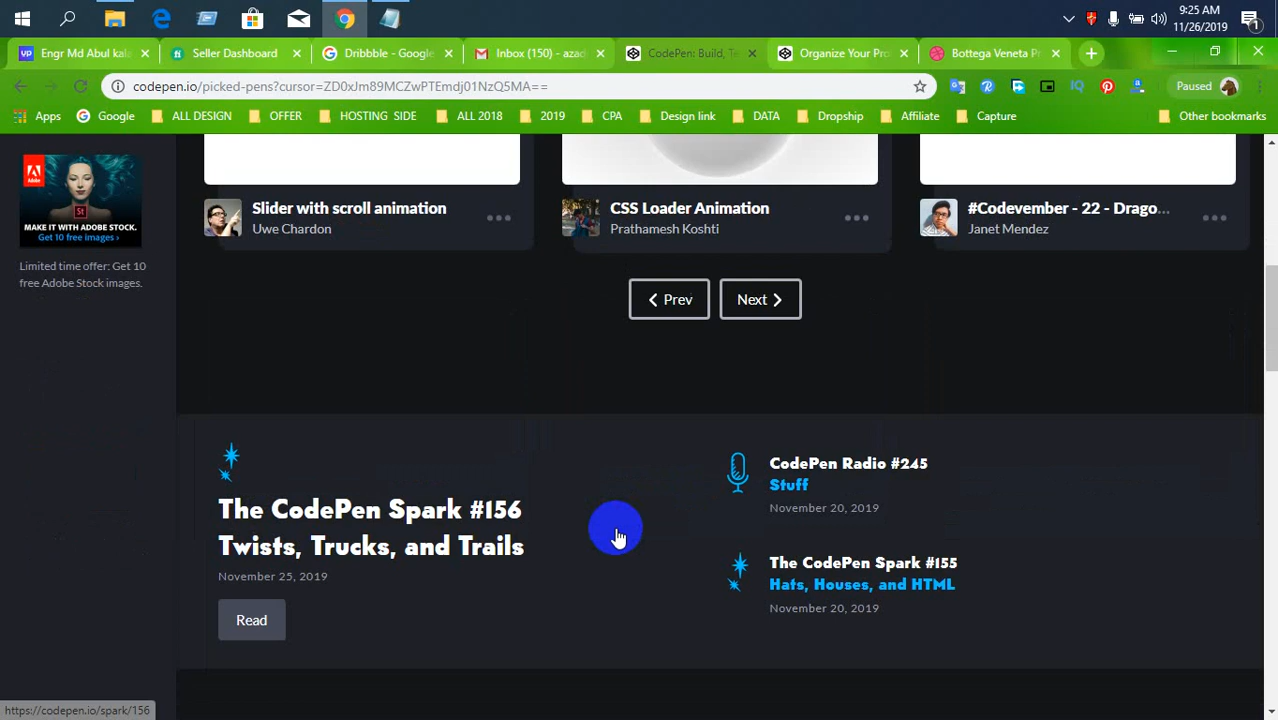 9:25 AM
11/26/2019
Engr Md Abul kale
Seller Dashboard
Dribbble - Google
Inbox (150) - azad
CodePen: Build, Te
Organize Your Pro
Bottega Veneta Pr
codepen.io/picked-pens?cursor=ZD0xJm89MCZwPTEmdj01NzQ5MA==
Paused
Apps
Google
ALL DESIGN
OFFER
HOSTING SIDE
ALL 2018
2019
CPA
Design link
DATA
Dropship
Affiliate
Capture
Other bookmarks
MAKE IT WITH ADOBE STOCK.
Get 10 free images ›
Limited time offer: Get 10
free Adobe Stock images.
Slider with scroll animation
Uwe Chardon
CSS Loader Animation
Prathamesh Koshti
#Codevember - 22 - Drago...
Janet Mendez
Prev
Next
The CodePen Spark #156
Twists, Trucks, and Trails
November 25, 2019
Read
CodePen Radio #245
Stuff
November 20, 2019
The CodePen Spark #155
Hats, Houses, and HTML
November 20, 2019
https://codepen.io/spark/156